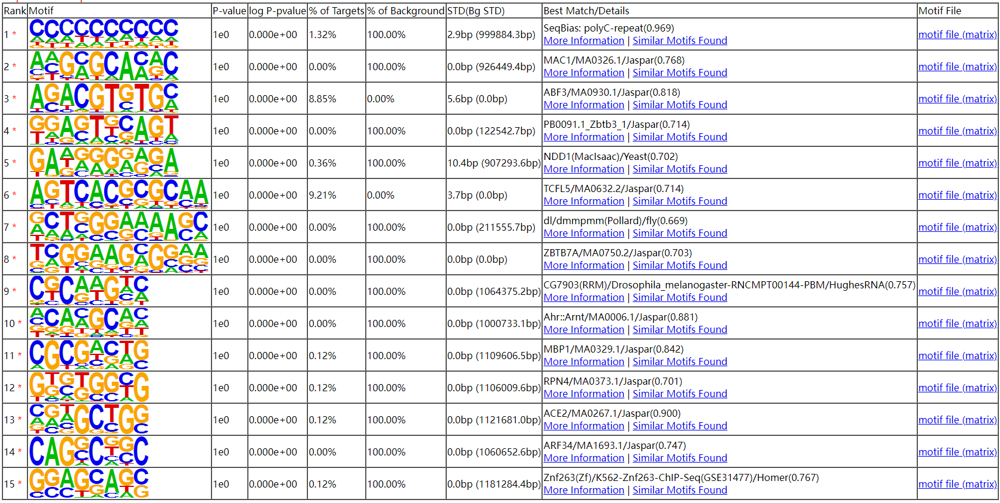 Rank Motif P-value log P-pvalue % of Targets % of Background STD(Bg STD) Best Match/Details Motif File
1 * 1e0 0.000e+00 1.32% 100.00% 2.9bp (999884.3bp) SeqBias: polyC-repeat(0.969)
More Information | Similar Motifs Found motif file (matrix)
2 * 1e0 0.000e+00 0.00% 100.00% 0.0bp (926449.4bp) MAC1/MA0326.1/Jaspar(0.768)
More Information | Similar Motifs Found motif file (matrix)
3 * 1e0 0.000e+00 8.85% 0.00% 5.6bp (0.0bp) ABF3/MA0930.1/Jaspar(0.818)
More Information | Similar Motifs Found motif file (matrix)
4 * 1e0 0.000e+00 0.00% 100.00% 0.0bp (122542.7bp) PB0091.1_Zbtb3_1/Jaspar(0.714)
More Information | Similar Motifs Found motif file (matrix)
5 * 1e0 0.000e+00 0.36% 100.00% 10.4bp (907293.6bp) NDD1(MacIsaac)/Yeast(0.702)
More Information | Similar Motifs Found motif file (matrix)
6 * 1e0 0.000e+00 9.21% 0.00% 3.7bp (0.0bp) TCFL5/MA0632.2/Jaspar(0.714)
More Information | Similar Motifs Found motif file (matrix)
7 * 1e0 0.000e+00 0.00% 100.00% 0.0bp (211555.7bp) dl/dmmpmm(Pollard)/fly(0.669)
More Information | Similar Motifs Found motif file (matrix)
8 * 1e0 0.000e+00 0.00% 100.00% 0.0bp (0.0bp) ZBTB7A/MA0750.2/Jaspar(0.703)
More Information | Similar Motifs Found motif file (matrix)
9 * 1e0 0.000e+00 0.00% 100.00% 0.0bp (1064375.2bp) CG7903(RRM)/Drosophila_melanogaster-RNCMPT00144-PBM/HughesRNA(0.757)
More Information | Similar Motifs Found motif file (matrix)
10 * 1e0 0.000e+00 0.00% 100.00% 0.0bp (1000733.1bp) Ahr::Arnt/MA0006.1/Jaspar(0.881)
More Information | Similar Motifs Found motif file (matrix)
11 * 1e0 0.000e+00 0.12% 100.00% 0.0bp (1109606.5bp) MBP1/MA0329.1/Jaspar(0.842)
More Information | Similar Motifs Found motif file (matrix)
12 * 1e0 0.000e+00 0.12% 100.00% 0.0bp (1106009.6bp) RPN4/MA0373.1/Jaspar(0.701)
More Information | Similar Motifs Found motif file (matrix)
13 * 1e0 0.000e+00 0.12% 100.00% 0.0bp (1121681.0bp) ACE2/MA0267.1/Jaspar(0.900)
More Information | Similar Motifs Found motif file (matrix)
14 * 1e0 0.000e+00 0.00% 100.00% 0.0bp (1060652.6bp) ARF34/MA1693.1/Jaspar(0.747)
More Information | Similar Motifs Found motif file (matrix)
15 * 1e0 0.000e+00 0.12% 100.00% 0.0bp (1181284.4bp) Znf263(Zf)/K562-Znf263-ChIP-Seq(GSE31477)/Homer(0.767)
More Information | Similar Motifs Found motif file (matrix)